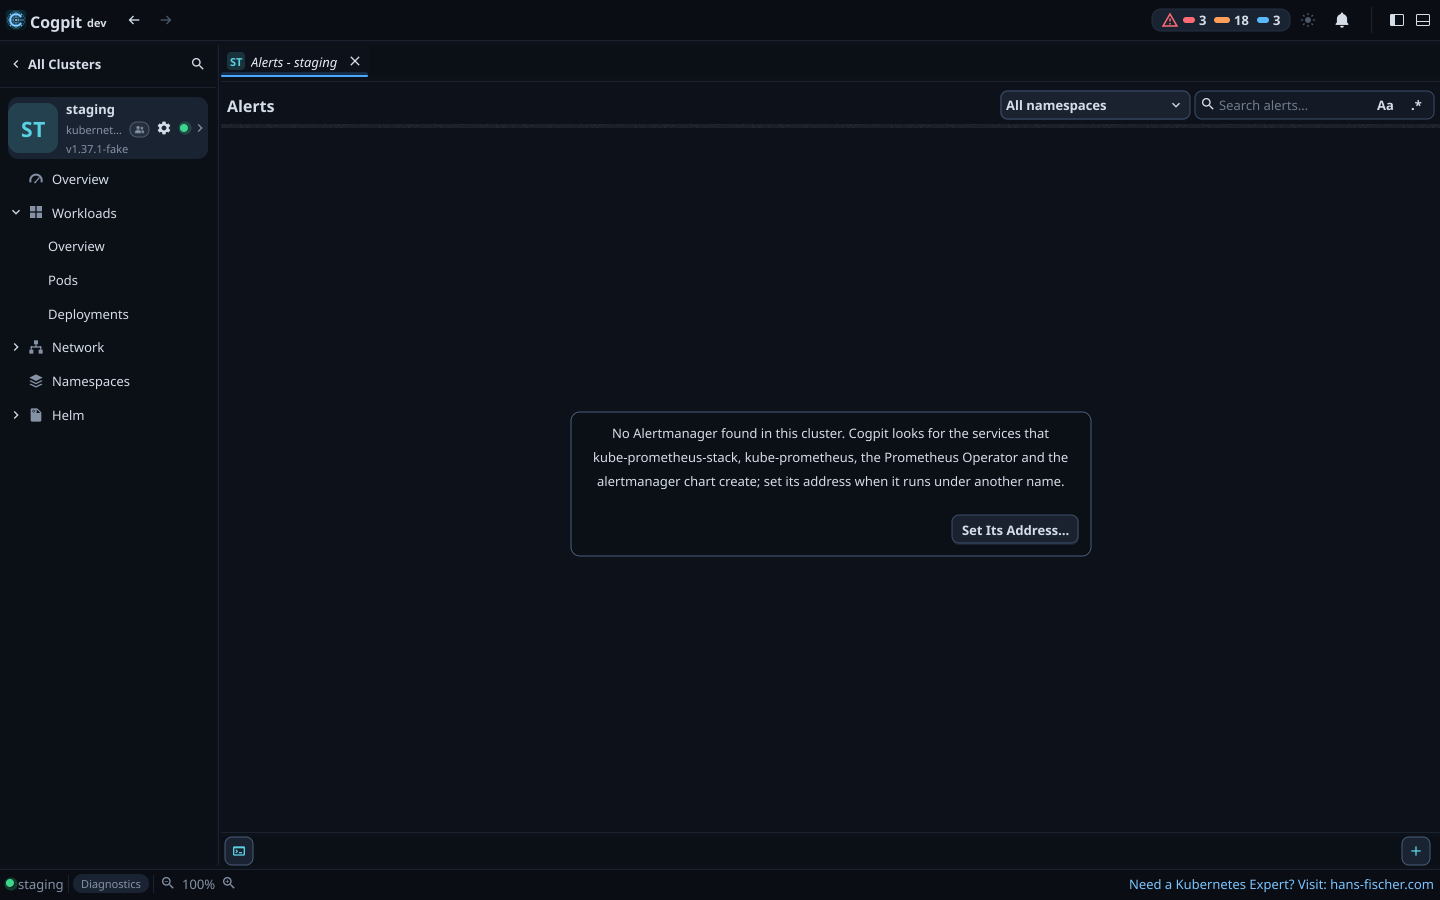 Cogpit dev
3 18 3
All Clusters
ST Alerts - staging
ST
staging
kubernet...
v1.37.1-fake
Alerts
All namespaces
Search alerts...
Aa
.*
Overview
Workloads
Overview
Pods
Deployments
Network
Namespaces
Helm
No Alertmanager found in this cluster. Cogpit looks for the services that
kube-prometheus-stack, kube-prometheus, the Prometheus Operator and the
alertmanager chart create; set its address when it runs under another name.
Set Its Address...
staging
Diagnostics
100%
Need a Kubernetes Expert? Visit: hans-fischer.com